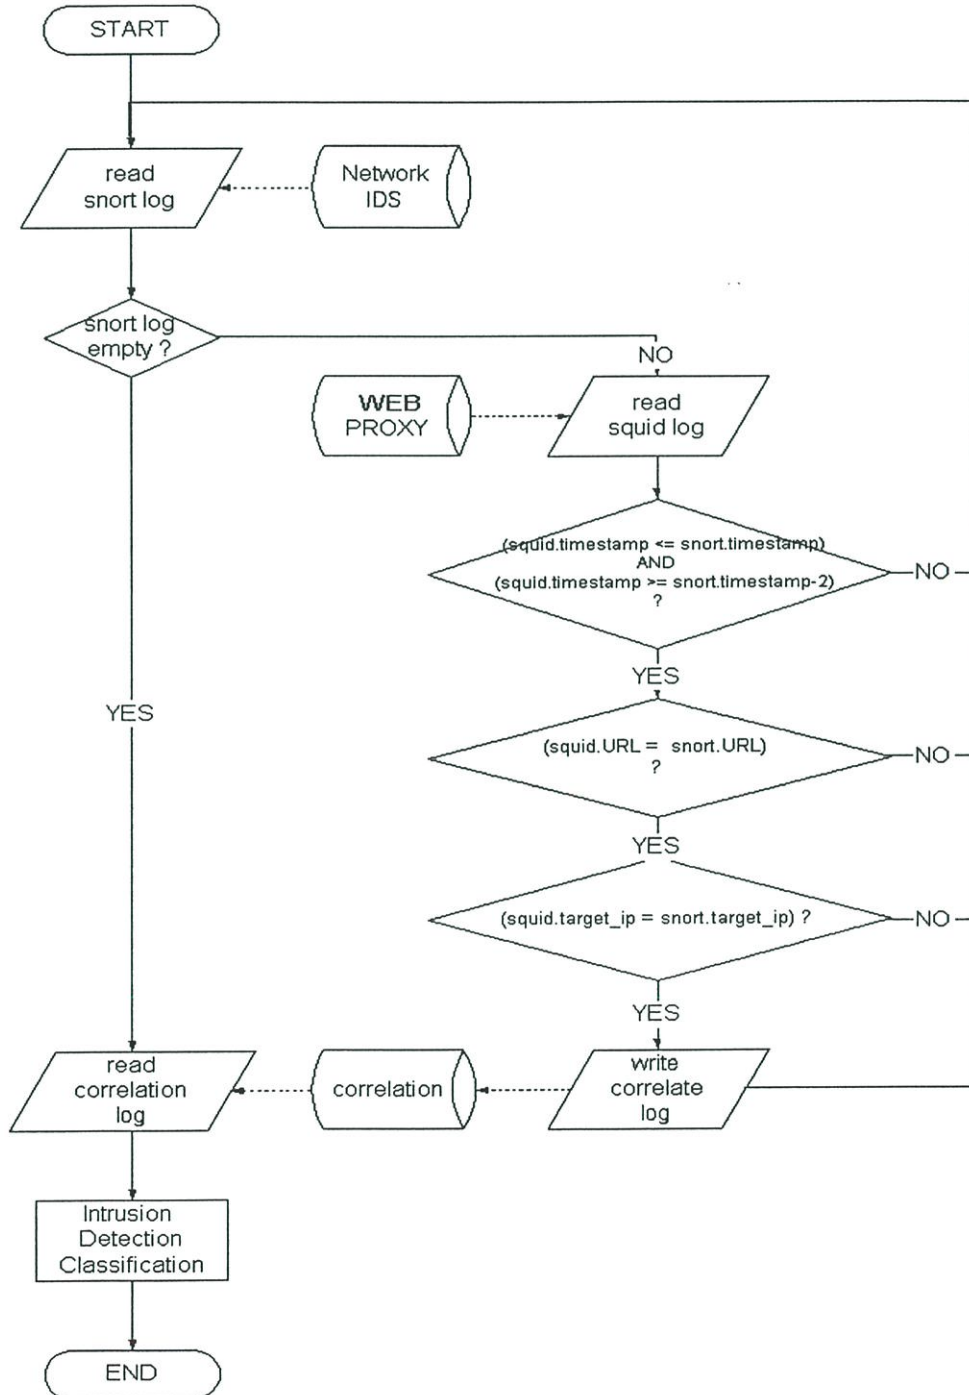 START
read
snort log
Network
IDS
snort log
empty ?
NO
WEB
PROXY
read
squid log
(squid.timestamp <= snort.timestamp)
AND
(squid.timestamp >= snort.timestamp-2)
?
NO
YES
YES
(squid.URL = snort.URL)
?
NO
YES
(squid.target_ip = snort.target_ip) ?
NO
YES
read
correlation
log
correlation
write
correlate
log
Intrusion
Detection
Classification
END